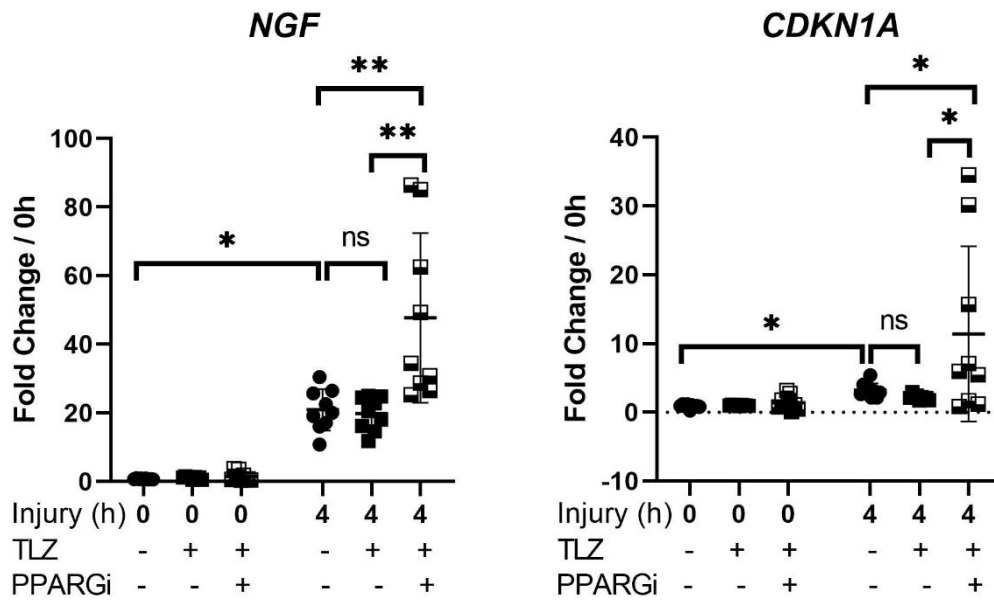 NGF
**
**
*
ns
Fold Change / 0h
100
80
60
40
20
0
Injury (h) 0 0 0 4 4 4
TLZ - + + - + +
PPARGi - - + - - +
CDKN1A
*
*
*
ns
Fold Change / 0h
40
30
20
10
0
-10
Injury (h) 0 0 0 4 4 4
TLZ - + + - + +
PPARGi - - + - - +